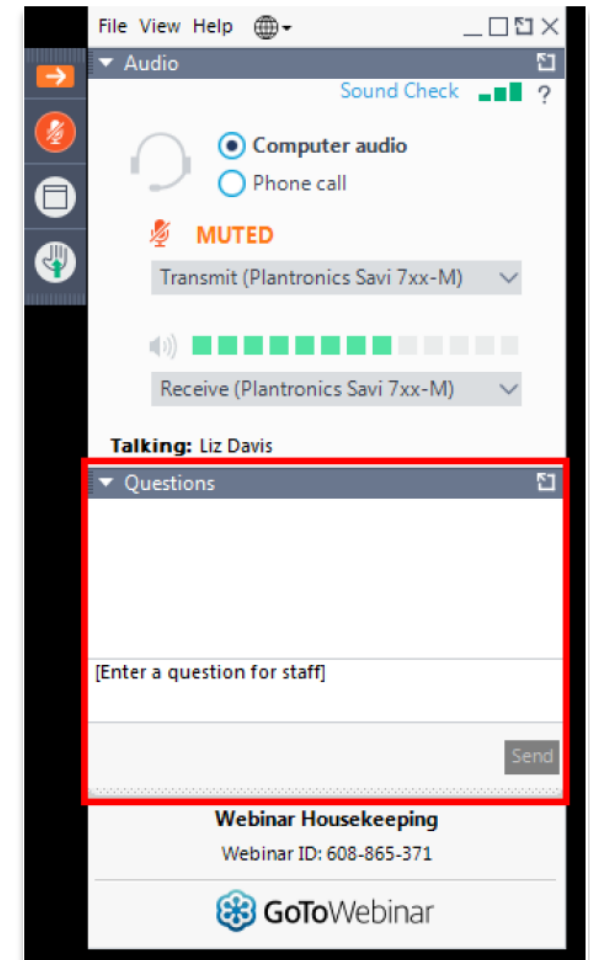 File View Help
Audio
Sound Check ?
Computer audio
Phone call
MUTED
Transmit (Plantronics Savi 7xx-M)
Receive (Plantronics Savi 7xx-M)
Talking: Liz Davis
Questions
[Enter a question for staff]
Send
Webinar Housekeeping
Webinar ID: 608-865-371
GoToWebinar